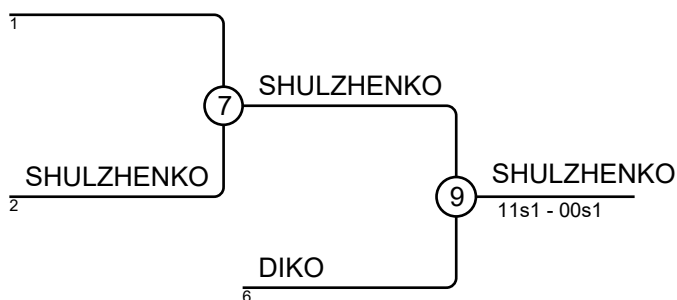 1
SHULZHENKO
7
SHULZHENKO
2
SHULZHENKO
9
11s1 - 00s1
DIKO
6